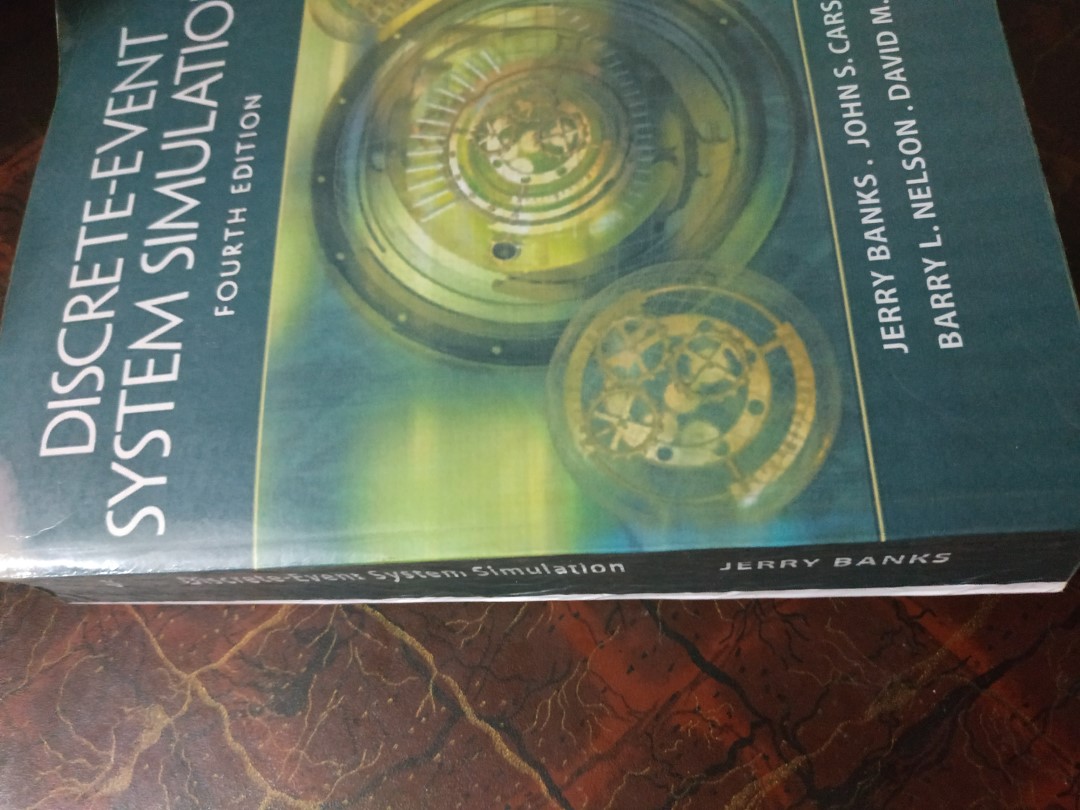 DISCRETE-EVENT
SYSTEM SIMULATIO
FOURTH EDITION
JERRY BANKS . JOHN S. CARS
BARRY L. NELSON . DAVID M.
Discrete-Event System Simulation
JERRY BANKS